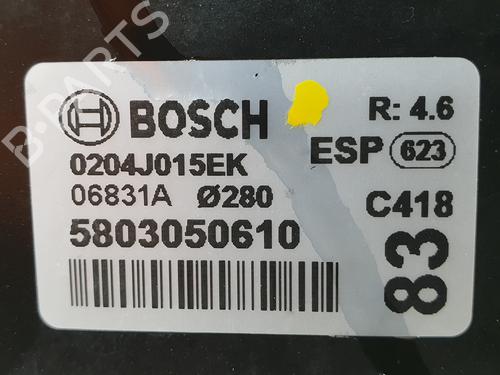 BOSCH R: 4.6
0204J015EK ESP 623
06831A Ø280 C418
5803050610
83
B-PARTS